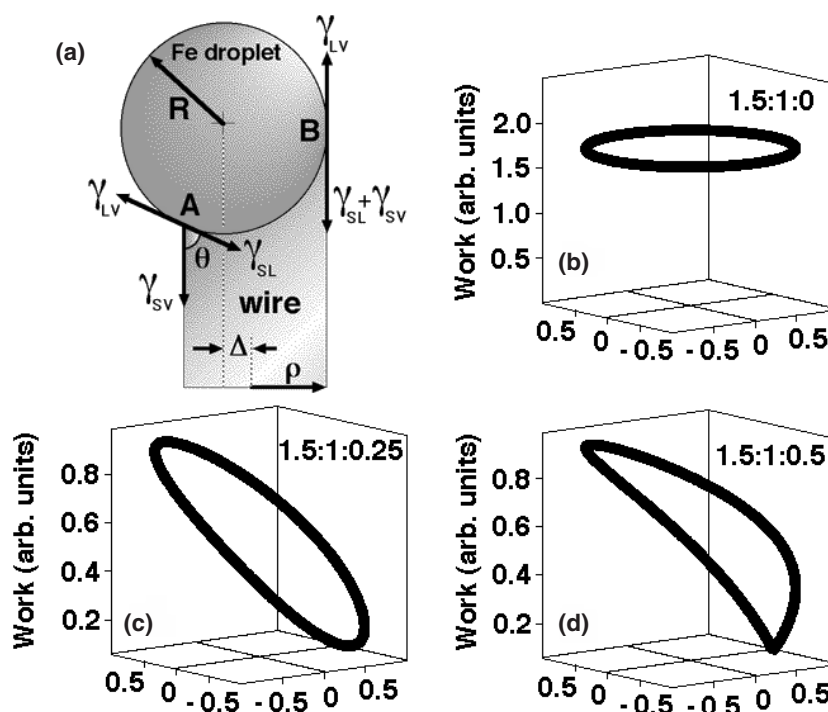 (a)
Fe droplet
R
B
A
γLV
γLV
γSL+γSV
γSL
θ
γSV
wire
Δ
ρ
(b)
1.5:1:0
Work (arb. units)
2.0
1.5
1.0
0.5
0.5 0 -0.5 -0.5 0 0.5
(c)
1.5:1:0.25
Work (arb. units)
0.8
0.6
0.4
0.2
0.5 0 -0.5 -0.5 0 0.5
(d)
1.5:1:0.5
Work (arb. units)
0.8
0.6
0.4
0.2
0.5 0 -0.5 -0.5 0 0.5